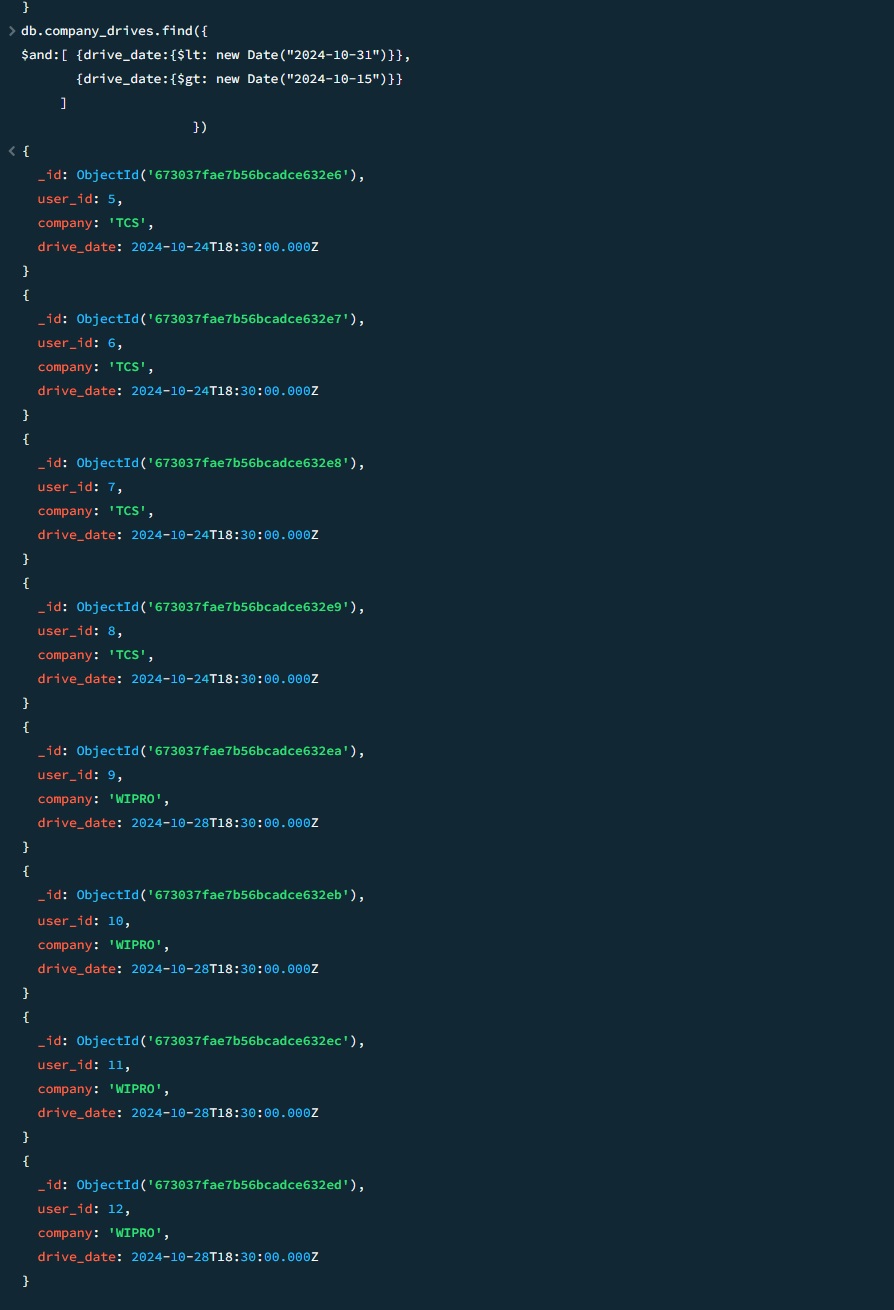 }
> db.company_drives.find({
$and:[ {drive_date:{$lt: new Date("2024-10-31")}},
{drive_date:{$gt: new Date("2024-10-15")}}
]
})
< {
_id: ObjectId('673037fae7b56bcadce632e6'),
user_id: 5,
company: 'TCS',
drive_date: 2024-10-24T18:30:00.000Z
}
{
_id: ObjectId('673037fae7b56bcadce632e7'),
user_id: 6,
company: 'TCS',
drive_date: 2024-10-24T18:30:00.000Z
}
{
_id: ObjectId('673037fae7b56bcadce632e8'),
user_id: 7,
company: 'TCS',
drive_date: 2024-10-24T18:30:00.000Z
}
{
_id: ObjectId('673037fae7b56bcadce632e9'),
user_id: 8,
company: 'TCS',
drive_date: 2024-10-24T18:30:00.000Z
}
{
_id: ObjectId('673037fae7b56bcadce632ea'),
user_id: 9,
company: 'WIPRO',
drive_date: 2024-10-28T18:30:00.000Z
}
{
_id: ObjectId('673037fae7b56bcadce632eb'),
user_id: 10,
company: 'WIPRO',
drive_date: 2024-10-28T18:30:00.000Z
}
{
_id: ObjectId('673037fae7b56bcadce632ec'),
user_id: 11,
company: 'WIPRO',
drive_date: 2024-10-28T18:30:00.000Z
}
{
_id: ObjectId('673037fae7b56bcadce632ed'),
user_id: 12,
company: 'WIPRO',
drive_date: 2024-10-28T18:30:00.000Z
}